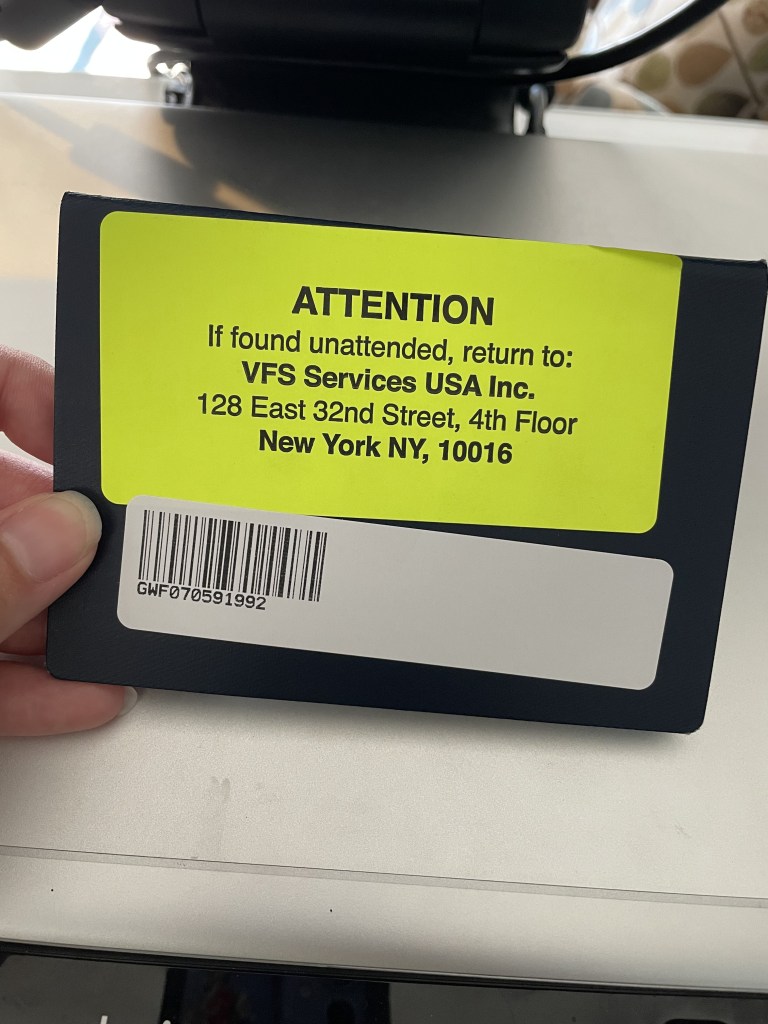 ATTENTION
If found unattended, return to:
VFS Services USA Inc.
128 East 32nd Street, 4th Floor
New York NY, 10016
GWF070591992